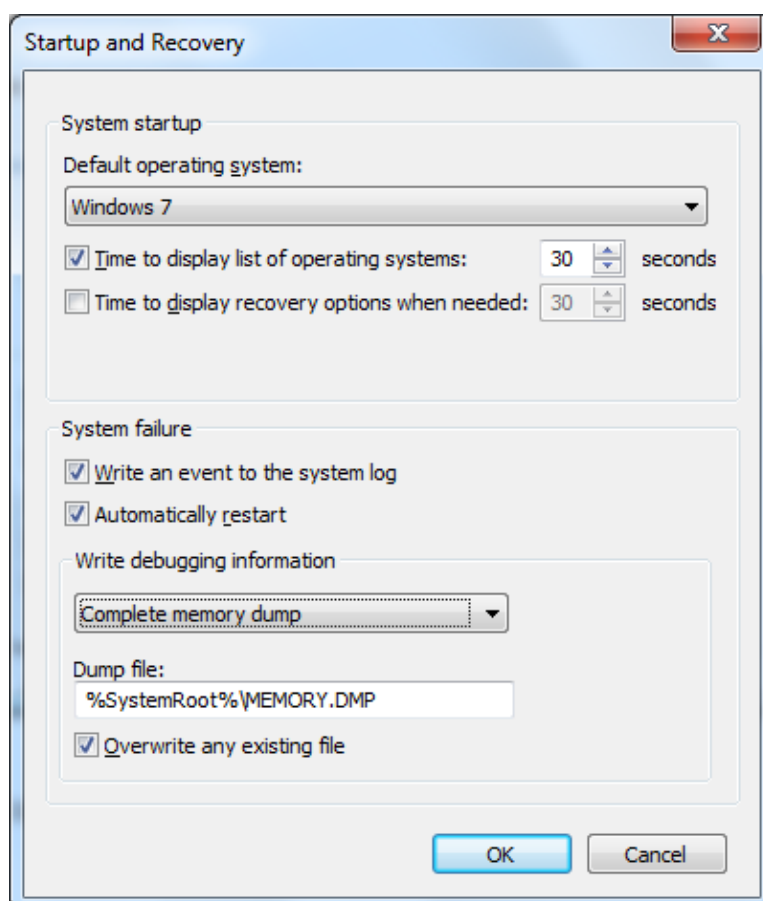 Startup and Recovery
System startup
Default operating system:
Windows 7
Time to display list of operating systems: 30 seconds
Time to display recovery options when needed: 30 seconds
System failure
Write an event to the system log
Automatically restart
Write debugging information
Complete memory dump
Dump file:
%SystemRoot%\MEMORY.DMP
Overwrite any existing file
OK Cancel